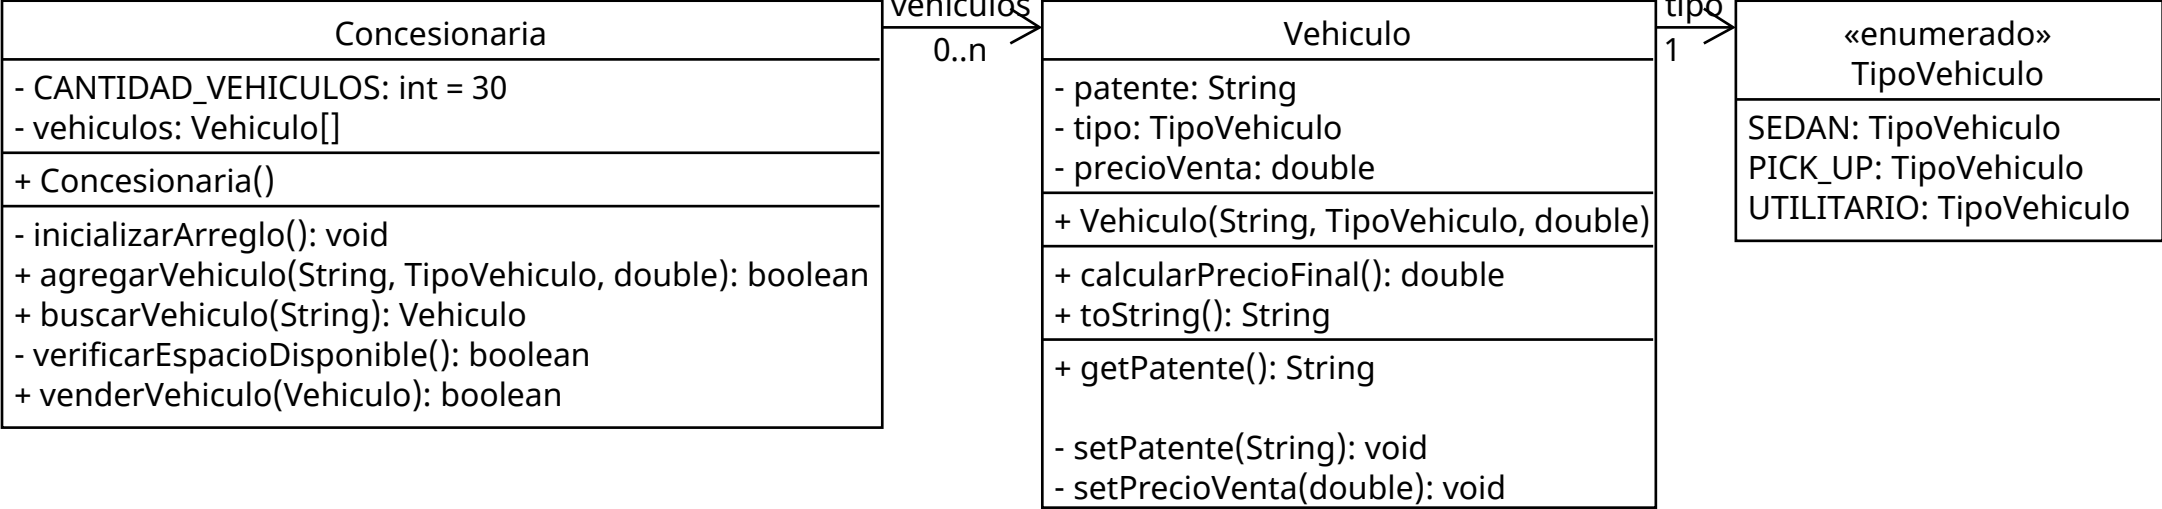 Concesionaria
- CANTIDAD_VEHICULOS: int = 30
- vehiculos: Vehiculo[]
+ Concesionaria()
- inicializarArreglo(): void
+ agregarVehiculo(String, TipoVehiculo, double): boolean
+ buscarVehiculo(String): Vehiculo
- verificarEspacioDisponible(): boolean
+ venderVehiculo(Vehiculo): boolean
vehiculos
0..n
Vehiculo
- patente: String
- tipo: TipoVehiculo
- precioVenta: double
+ Vehiculo(String, TipoVehiculo, double)
+ calcularPrecioFinal(): double
+ toString(): String
+ getPatente(): String
- setPatente(String): void
- setPrecioVenta(double): void
tipo
1
«enumerado»
TipoVehiculo
SEDAN: TipoVehiculo
PICK_UP: TipoVehiculo
UTILITARIO: TipoVehiculo